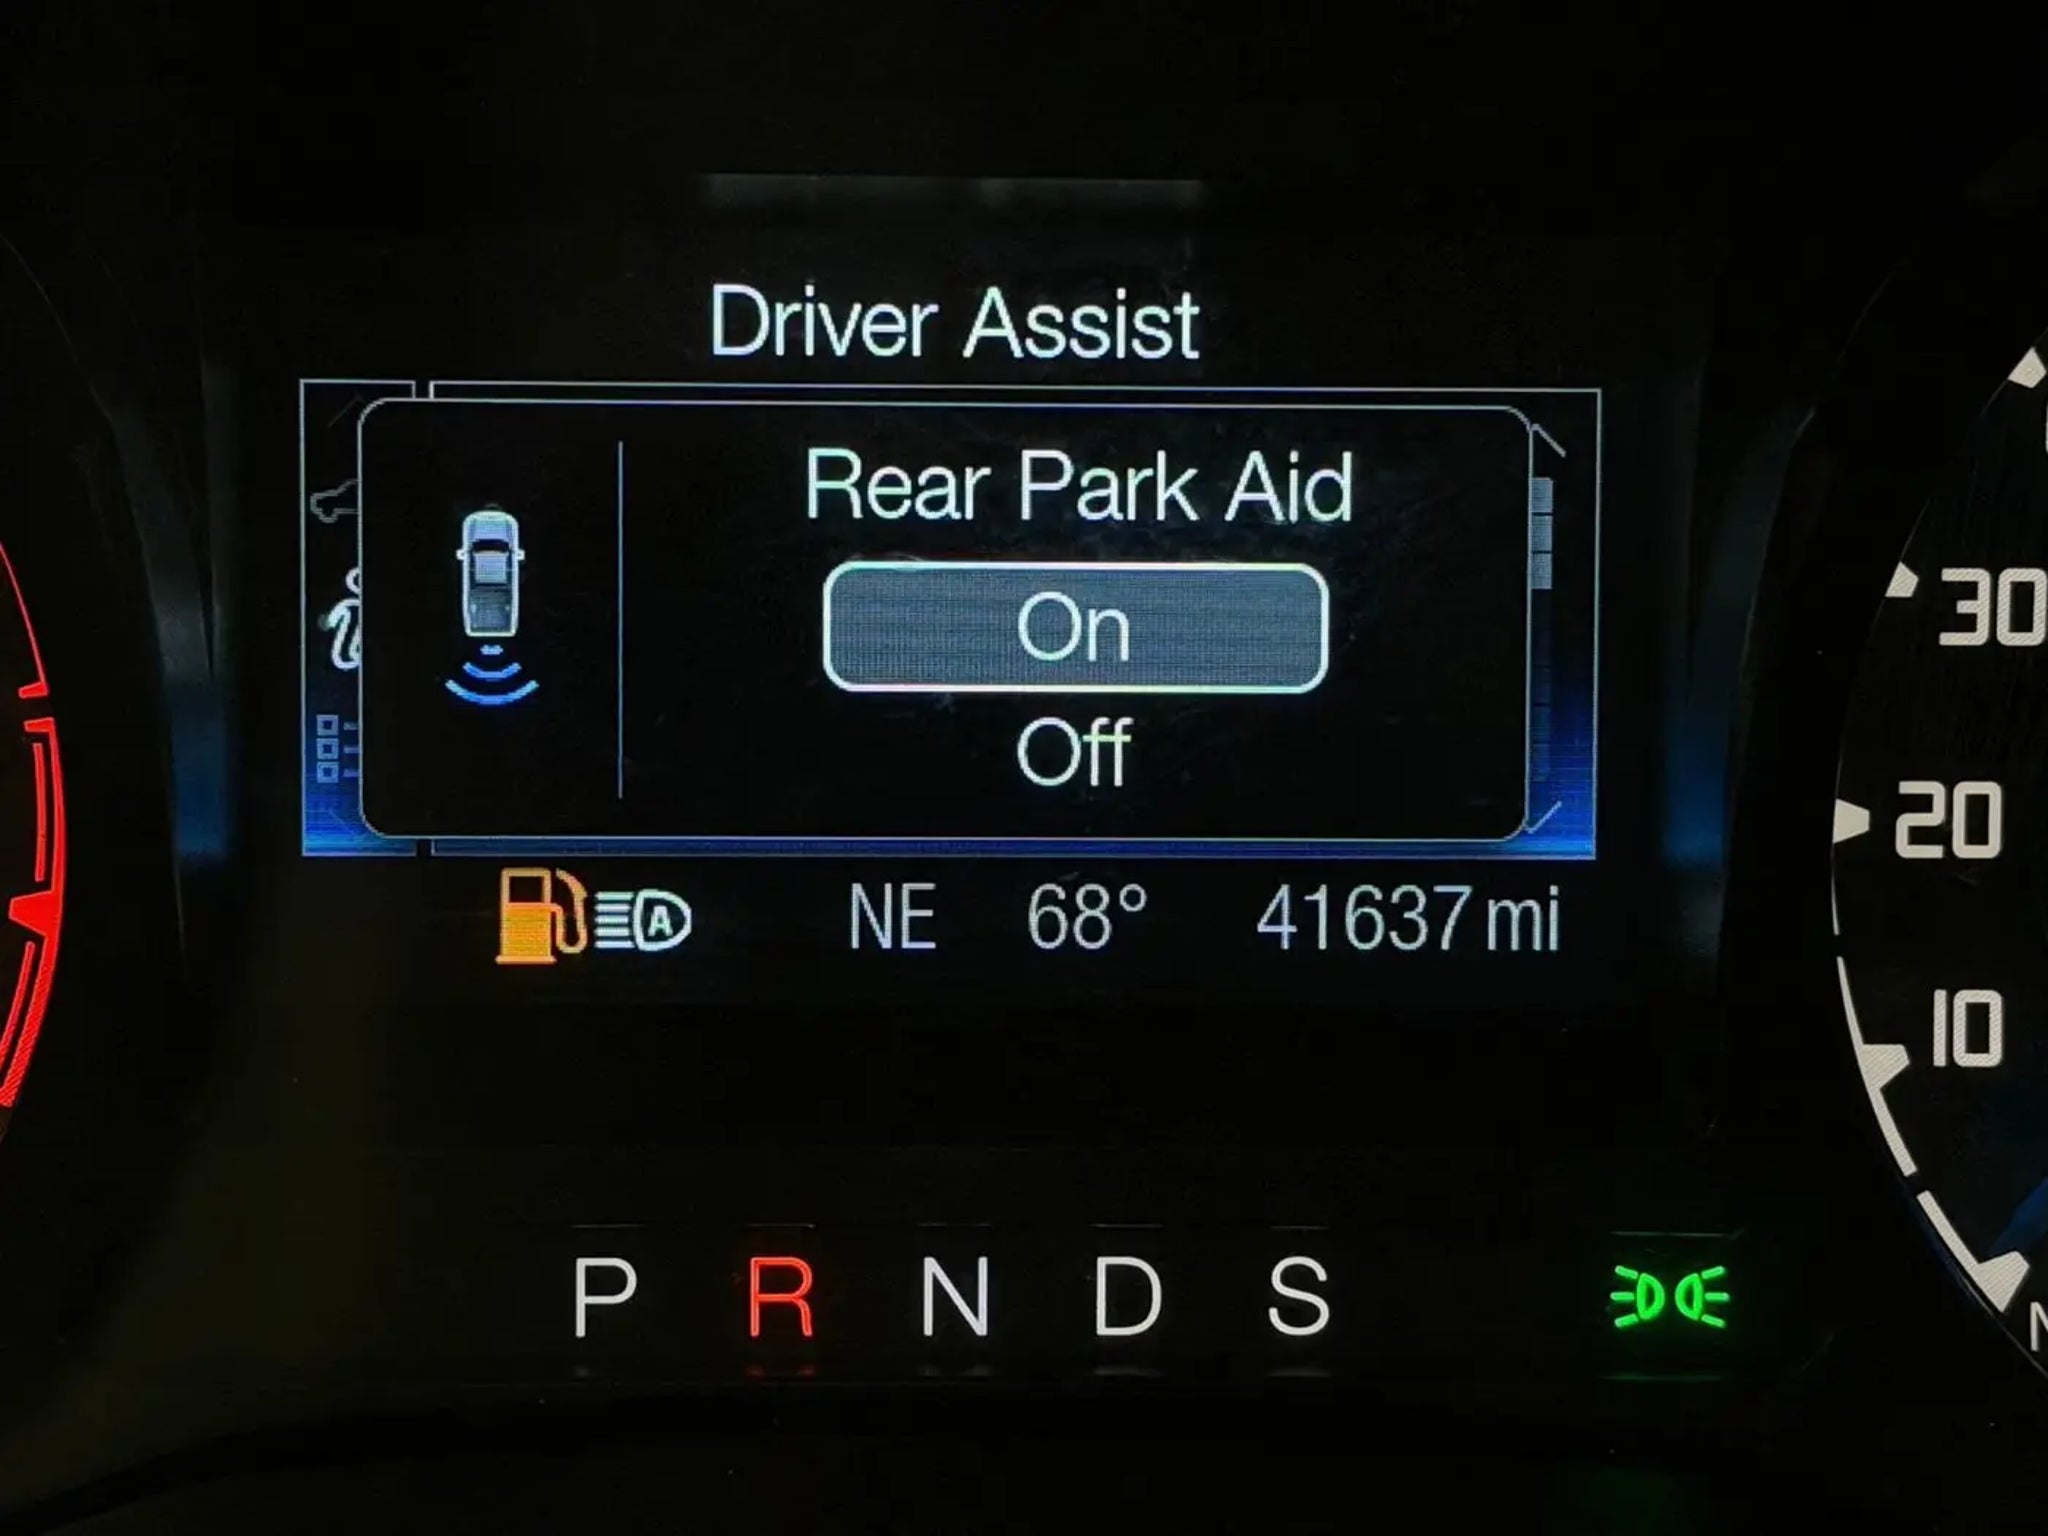 Driver Assist
Rear Park Aid
On
Off
A
NE 68° 41637 mi
30
20
10
P R N D S